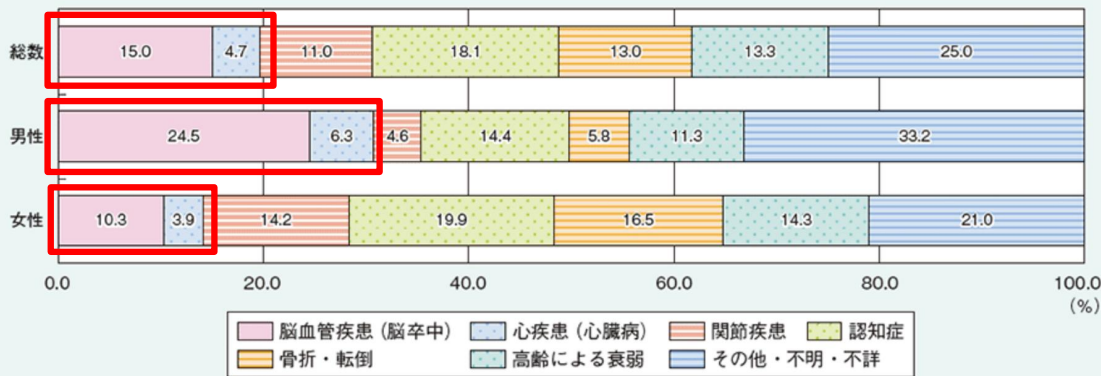 総数 15.0 4.7 11.0 18.1 13.0 13.3 25.0
男性 24.5 6.3 4.6 14.4 5.8 11.3 33.2
女性 10.3 3.9 14.2 19.9 16.5 14.3 21.0
0.0 20.0 40.0 60.0 80.0 100.0
(%)
脳血管疾患(脳卒中) 心疾患(心臓病) 関節疾患 認知症
骨折・転倒 高齢による衰弱 その他・不明・不詳